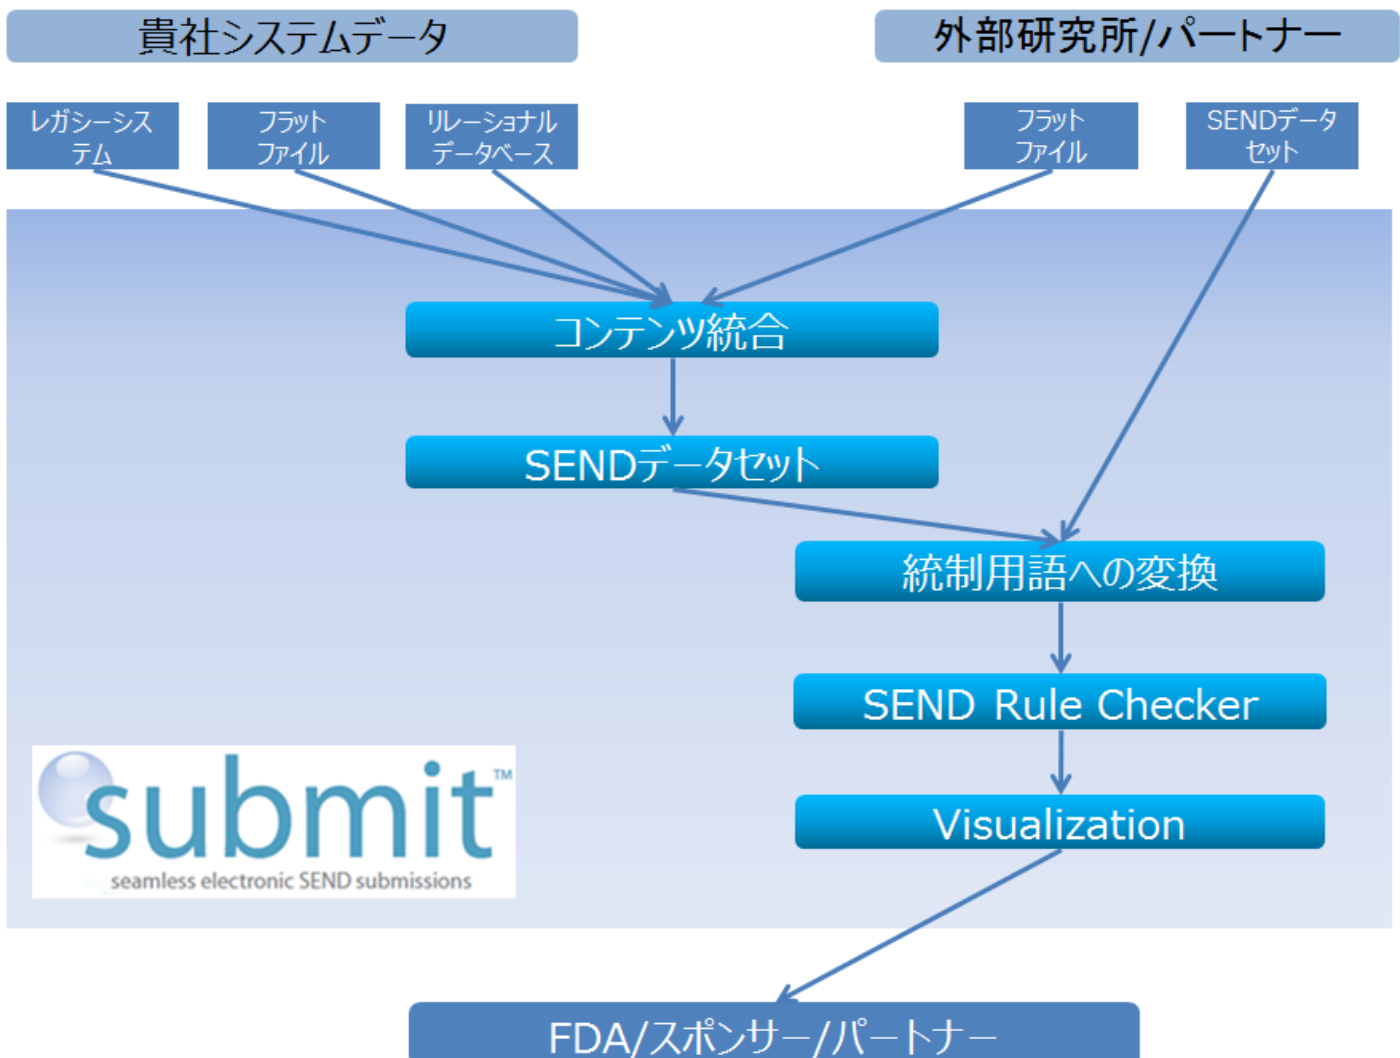 貴社システムデータ
外部研究所/パートナー
レガシーシス
テム
フラット
ファイル
リレーショナル
データベース
フラット
ファイル
SENDデータ
セット
コンテンツ統合
SENDデータセット
統制用語への変換
SEND Rule Checker
Visualization
submit™
seamless electronic SEND submissions
FDA/スポンサー/パートナー